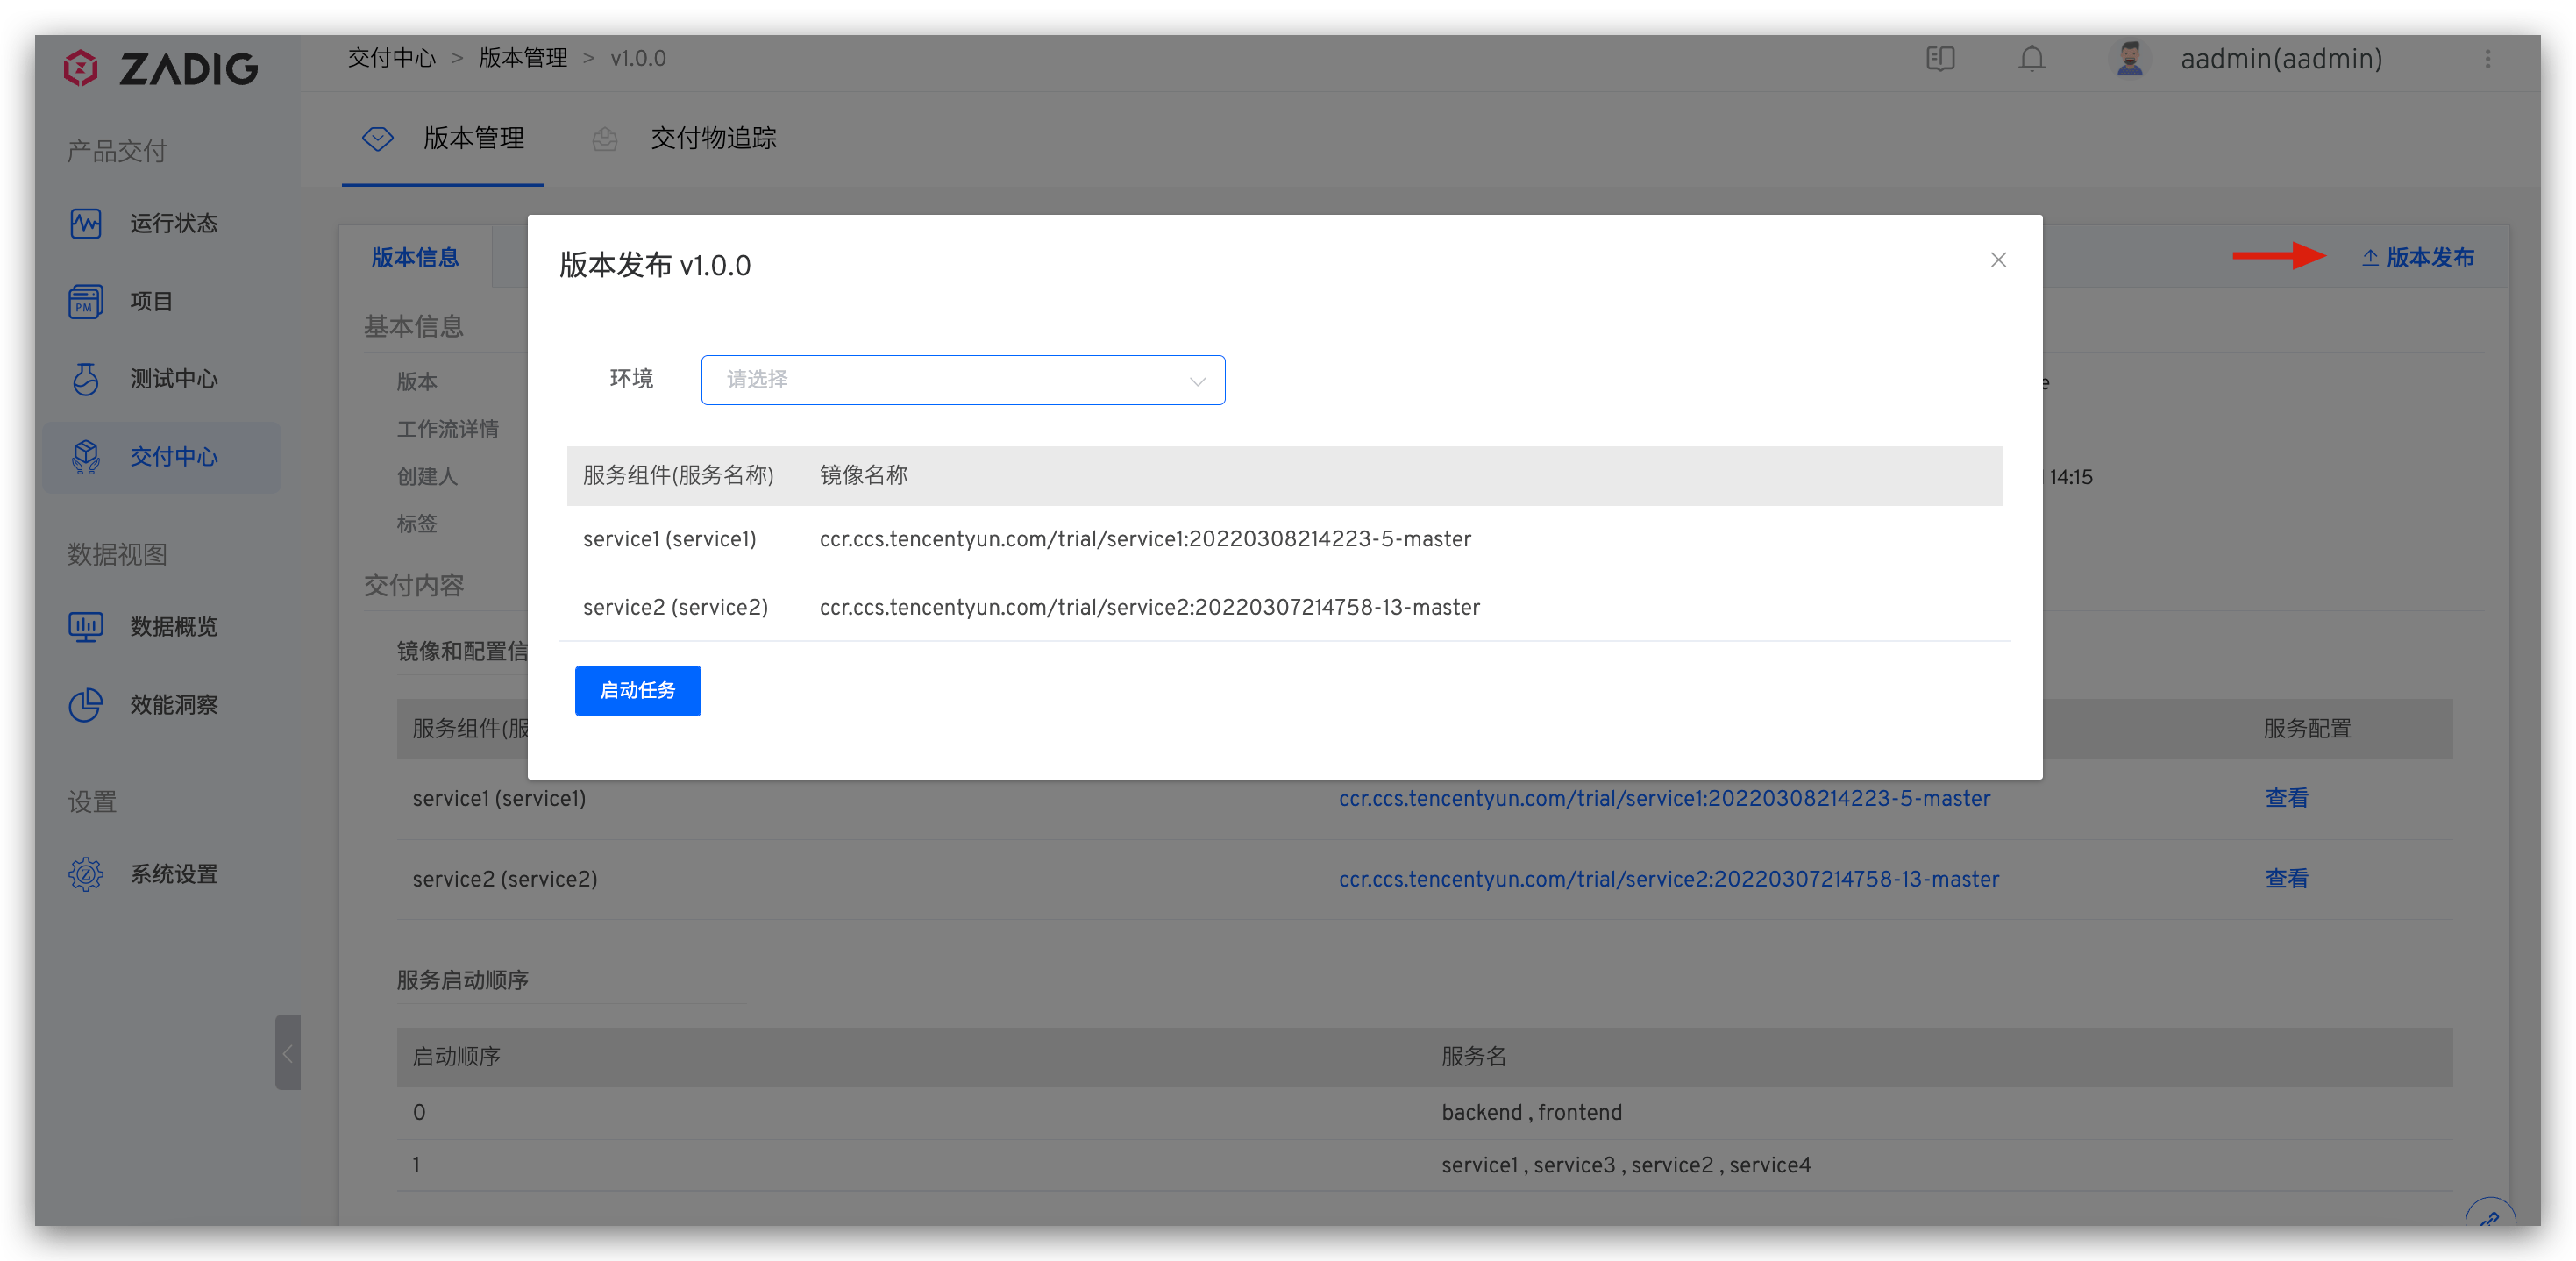 ZADIG
交付中心 > 版本管理 > v1.0.0
aadmin(aadmin)
版本管理
交付物追踪
产品交付
运行状态
项目
PM
测试中心
交付中心
数据视图
数据概览
效能洞察
设置
系统设置
版本信息
版本发布
基本信息
版本
工作流详情
创建人
14:15
标签
交付内容
镜像和配置信
服务组件(服
服务配置
service1 (service1)
ccr.ccs.tencentyun.com/trial/service1:20220308214223-5-master
查看
service2 (service2)
ccr.ccs.tencentyun.com/trial/service2:20220307214758-13-master
查看
服务启动顺序
启动顺序
服务名
0
backend , frontend
1
service1 , service3 , service2 , service4
版本发布 v1.0.0
环境
请选择
服务组件(服务名称)
镜像名称
service1 (service1)
ccr.ccs.tencentyun.com/trial/service1:20220308214223-5-master
service2 (service2)
ccr.ccs.tencentyun.com/trial/service2:20220307214758-13-master
启动任务